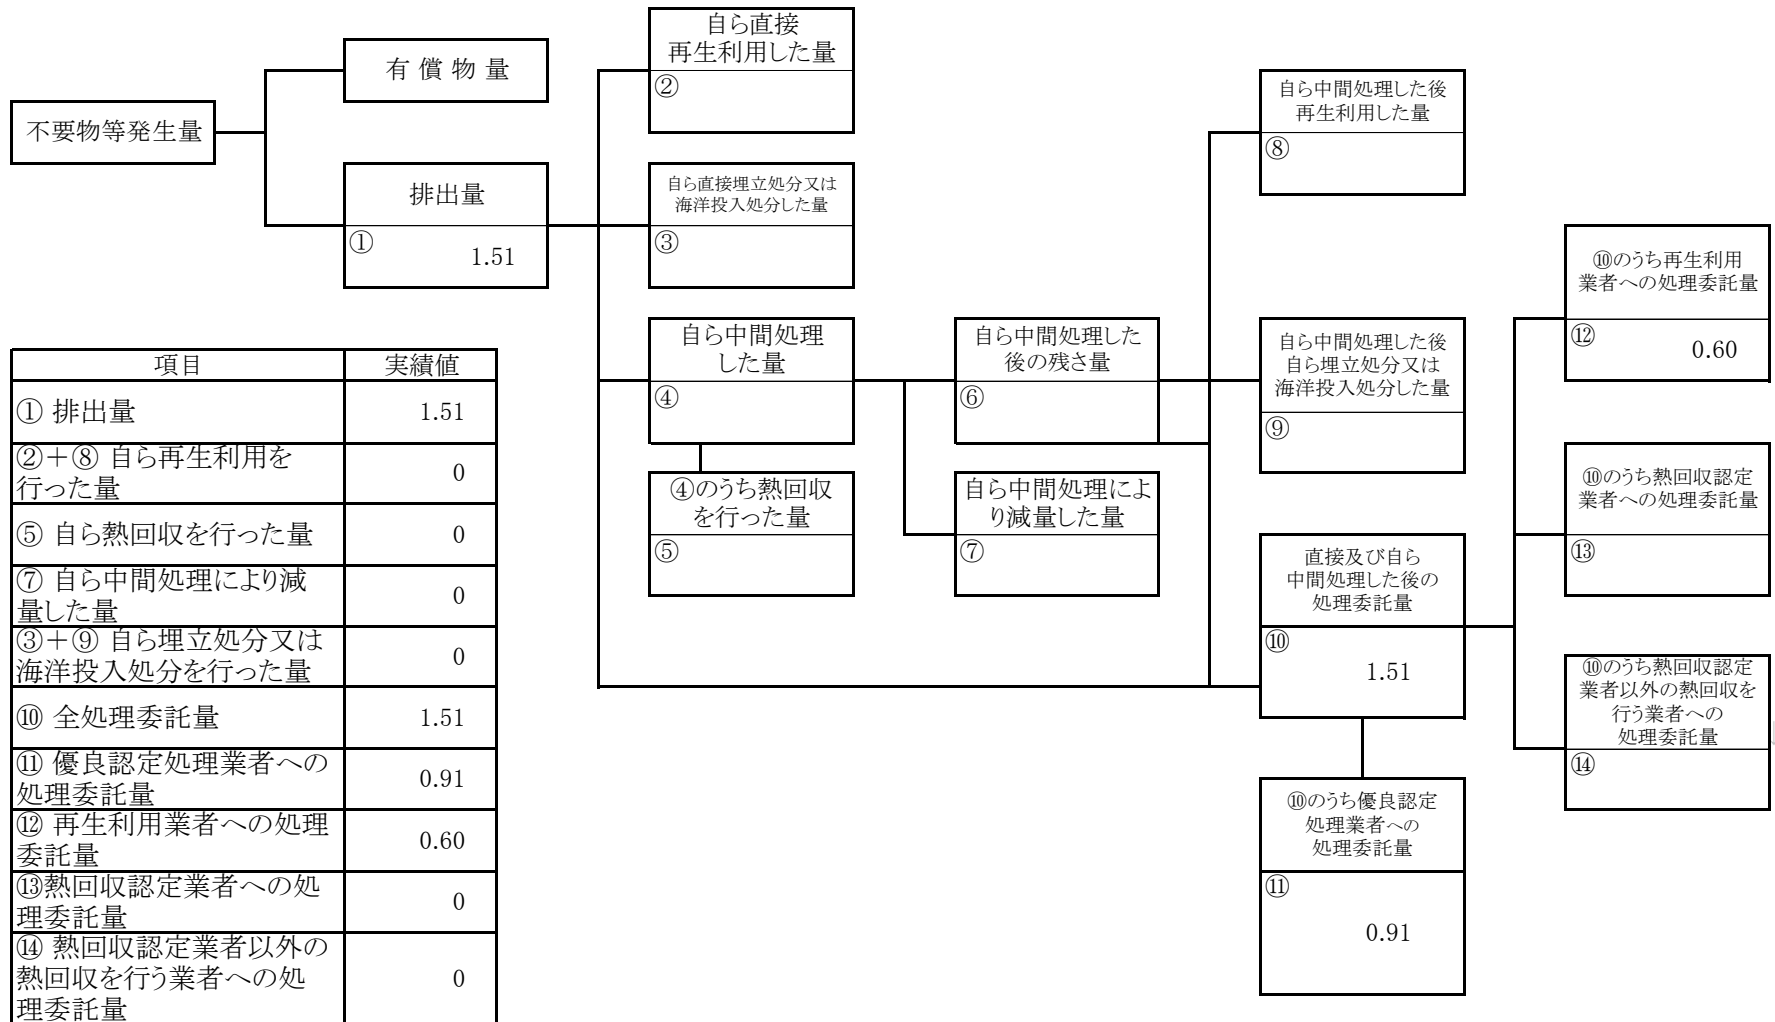 自ら直接
再生利用した量
②
有 償 物 量
不要物等発生量
排出量
①
1.51
自ら直接埋立処分又は
海洋投入処分した量
③
自ら中間処理
した量
④
④のうち熱回収
を行った量
⑤
自ら中間処理した
後の残さ量
⑥
自ら中間処理によ
り減量した量
⑦
自ら中間処理した後
再生利用した量
⑧
自ら中間処理した後
自ら埋立処分又は
海洋投入処分した量
⑨
直接及び自ら
中間処理した後の
処理委託量
⑩
1.51
⑩のうち優良認定
処理業者への
処理委託量
⑪
0.91
⑩のうち再生利用
業者への処理委託量
⑫
0.60
⑩のうち熱回収認定
業者への処理委託量
⑬
⑩のうち熱回収認定
業者以外の熱回収を
行う業者への
処理委託量
⑭
項目 実績値
① 排出量 1.51
②＋⑧ 自ら再生利用を
行った量 0
⑤ 自ら熱回収を行った量 0
⑦ 自ら中間処理により減
量した量 0
③＋⑨ 自ら埋立処分又は
海洋投入処分を行った量 0
⑩ 全処理委託量 1.51
⑪ 優良認定処理業者への
処理委託量 0.91
⑫ 再生利用業者への処理
委託量 0.60
⑬熱回収認定業者への処
理委託量 0
⑭ 熱回収認定業者以外の
熱回収を行う業者への処
理委託量 0